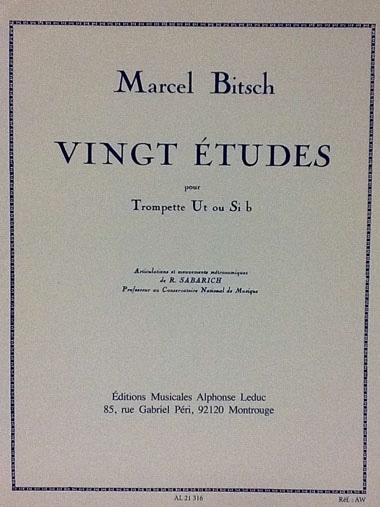 Marcel Bitsch
VINGT ÉTUDES
pour
Trompette Ut ou Si b
Articulations et mouvements métronomiques
de R. SABARICH
Professeur au Conservatoire National de Musique
Éditions Musicales Alphonse Leduc
85, rue Gabriel Péri, 92120 Montrouge
AL 21 316
Réf. : AW